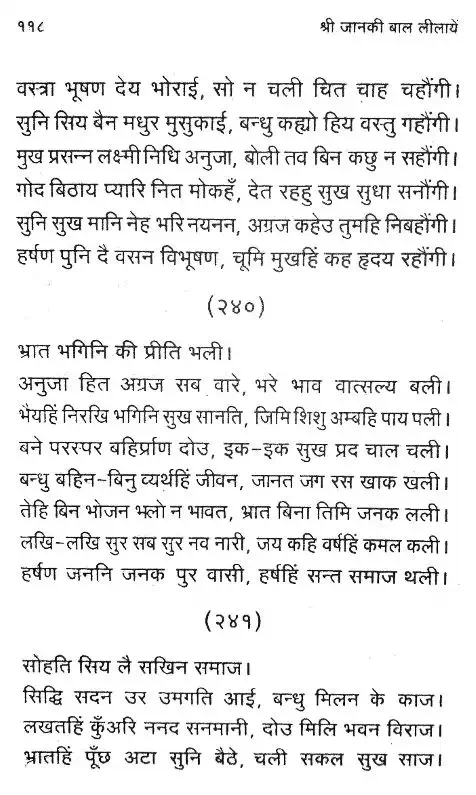 ११८ श्री जानकी बाल लीलायें
वस्त्रा भूषण देय भोराई, सो न चली चित चाह चहौंगी।
सुनि सिय बैन मधुर मुसुकाई, बन्धु कह्यो हिय वस्तु गहौंगी।
मुख प्रसन्न लक्ष्मीनिधि अनुजा, बोली तव बिन कछु न सहौंगी।
गोद बिठाय प्यारि नित मोकहँ, देत रहहु सुख सुधा सनौंगी।
सुनि सुख मानि नेह भरि नयनन, अग्रज कहेउ तुमहि निबहौंगी।
हर्षण पुनि दै वसन विभूषण, चूमि मुखहिं कह हृदय रहौंगी।
(२४०)
भ्रात भगिनि की प्रीति भली।
अनुजा हित अग्रज सब वारे, भरे भाव वात्सल्य बली।
भैयहिं निरखि भगिनि सुख सानति, जिमि शिशु अम्बहि पाय पली।
बने परस्पर बहिर्प्राण दोउ, इक-इक सुख प्रद चाल चली।
बन्धु बहिन-बिनु व्यर्थहिं जीवन, जानत जग रस खाक खली।
तेहि बिन भोजन भलो न भावत, भ्रात बिना तिमि जनक लली।
लखि-लखि सुर सब सुर नव नारी, जय कहि वर्षहिं कमल कली।
हर्षण जननि जनक पुर वासी, हर्षहिं सन्त समाज थली।
(२४१)
सोहति सिय लै सखिन समाज।
सिद्धि सदन उर उमगति आई, बन्धु मिलन के काज।
लखतहिं कुँअरि ननद सनमानी, दोउ मिलि भवन विराज।
भ्रातहिं पूँछ अटा सुनि बैठे, चली सकल सुख साज।